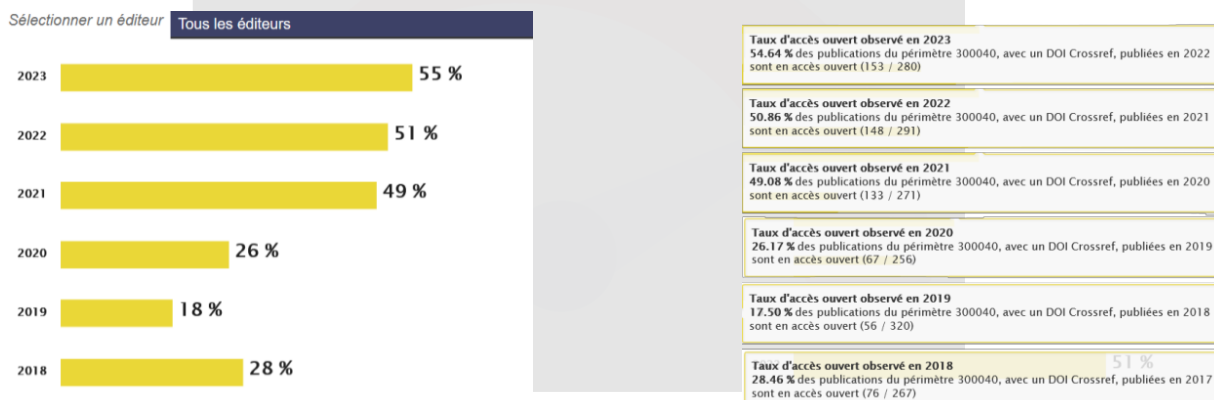 Sélectionner un éditeur Tous les éditeurs
2023 55 %
2022 51 %
2021 49 %
2020 26 %
2019 18 %
2018 28 %
Taux d'accès ouvert observé en 2023
54.64 % des publications du périmètre 300040, avec un DOI Crossref, publiées en 2022
sont en accès ouvert (153 / 280)
Taux d'accès ouvert observé en 2022
50.86 % des publications du périmètre 300040, avec un DOI Crossref, publiées en 2021
sont en accès ouvert (148 / 291)
Taux d'accès ouvert observé en 2021
49.08 % des publications du périmètre 300040, avec un DOI Crossref, publiées en 2020
sont en accès ouvert (133 / 271)
Taux d'accès ouvert observé en 2020
26.17 % des publications du périmètre 300040, avec un DOI Crossref, publiées en 2019
sont en accès ouvert (67 / 256)
Taux d'accès ouvert observé en 2019
17.50 % des publications du périmètre 300040, avec un DOI Crossref, publiées en 2018
sont en accès ouvert (56 / 320)
Taux d'accès ouvert observé en 2018 51 %
28.46 % des publications du périmètre 300040, avec un DOI Crossref, publiées en 2017
sont en accès ouvert (76 / 267)